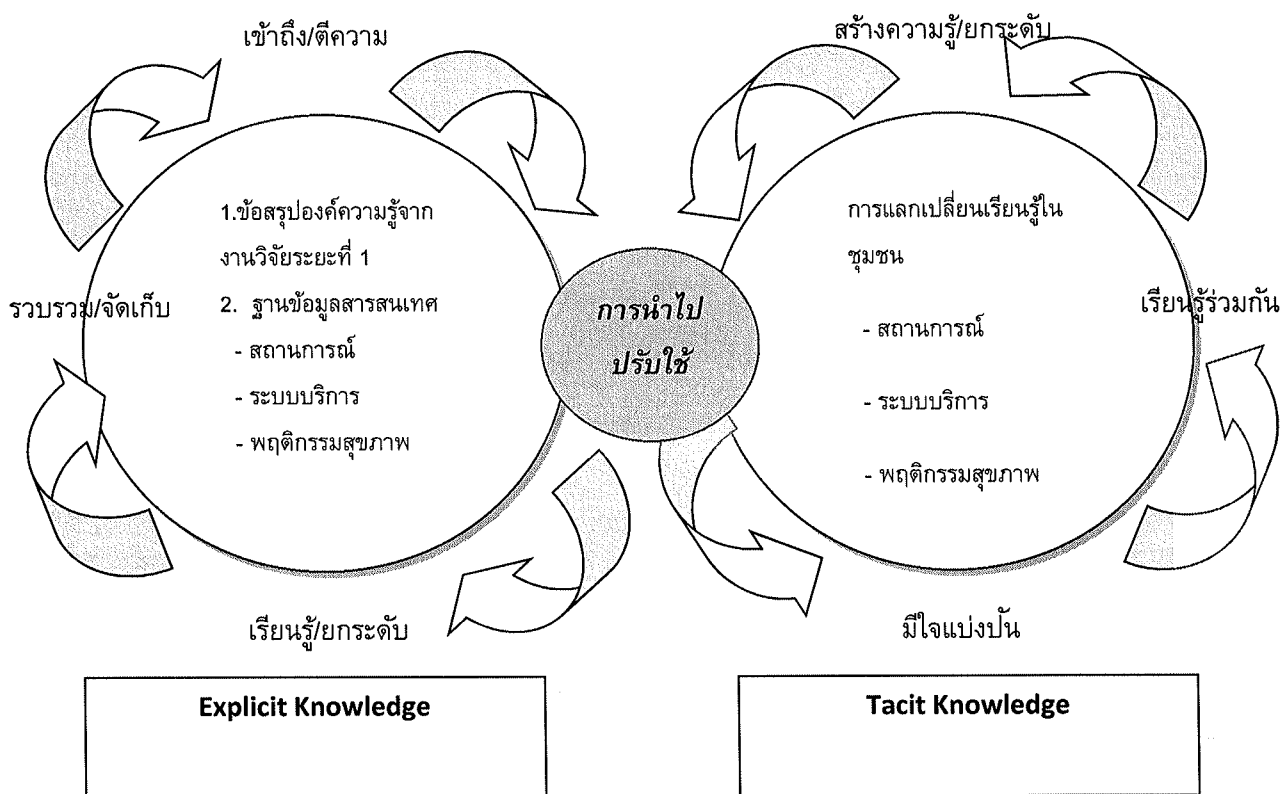 เข้าถึง/ตีความ
สร้างความรู้/ยกระดับ
1.ข้อสรุปองค์ความรู้จาก
งานวิจัยระยะที่ 1
2. ฐานข้อมูลสารสนเทศ
- สถานการณ์
- ระบบบริการ
- พฤติกรรมสุขภาพ
รวบรวม/จัดเก็บ
การนำไป
ปรับใช้
การแลกเปลี่ยนเรียนรู้ใน
ชุมชน
- สถานการณ์
- ระบบบริการ
- พฤติกรรมสุขภาพ
เรียนรู้ร่วมกัน
เรียนรู้/ยกระดับ
มีใจแบ่งปัน
Explicit Knowledge
Tacit Knowledge